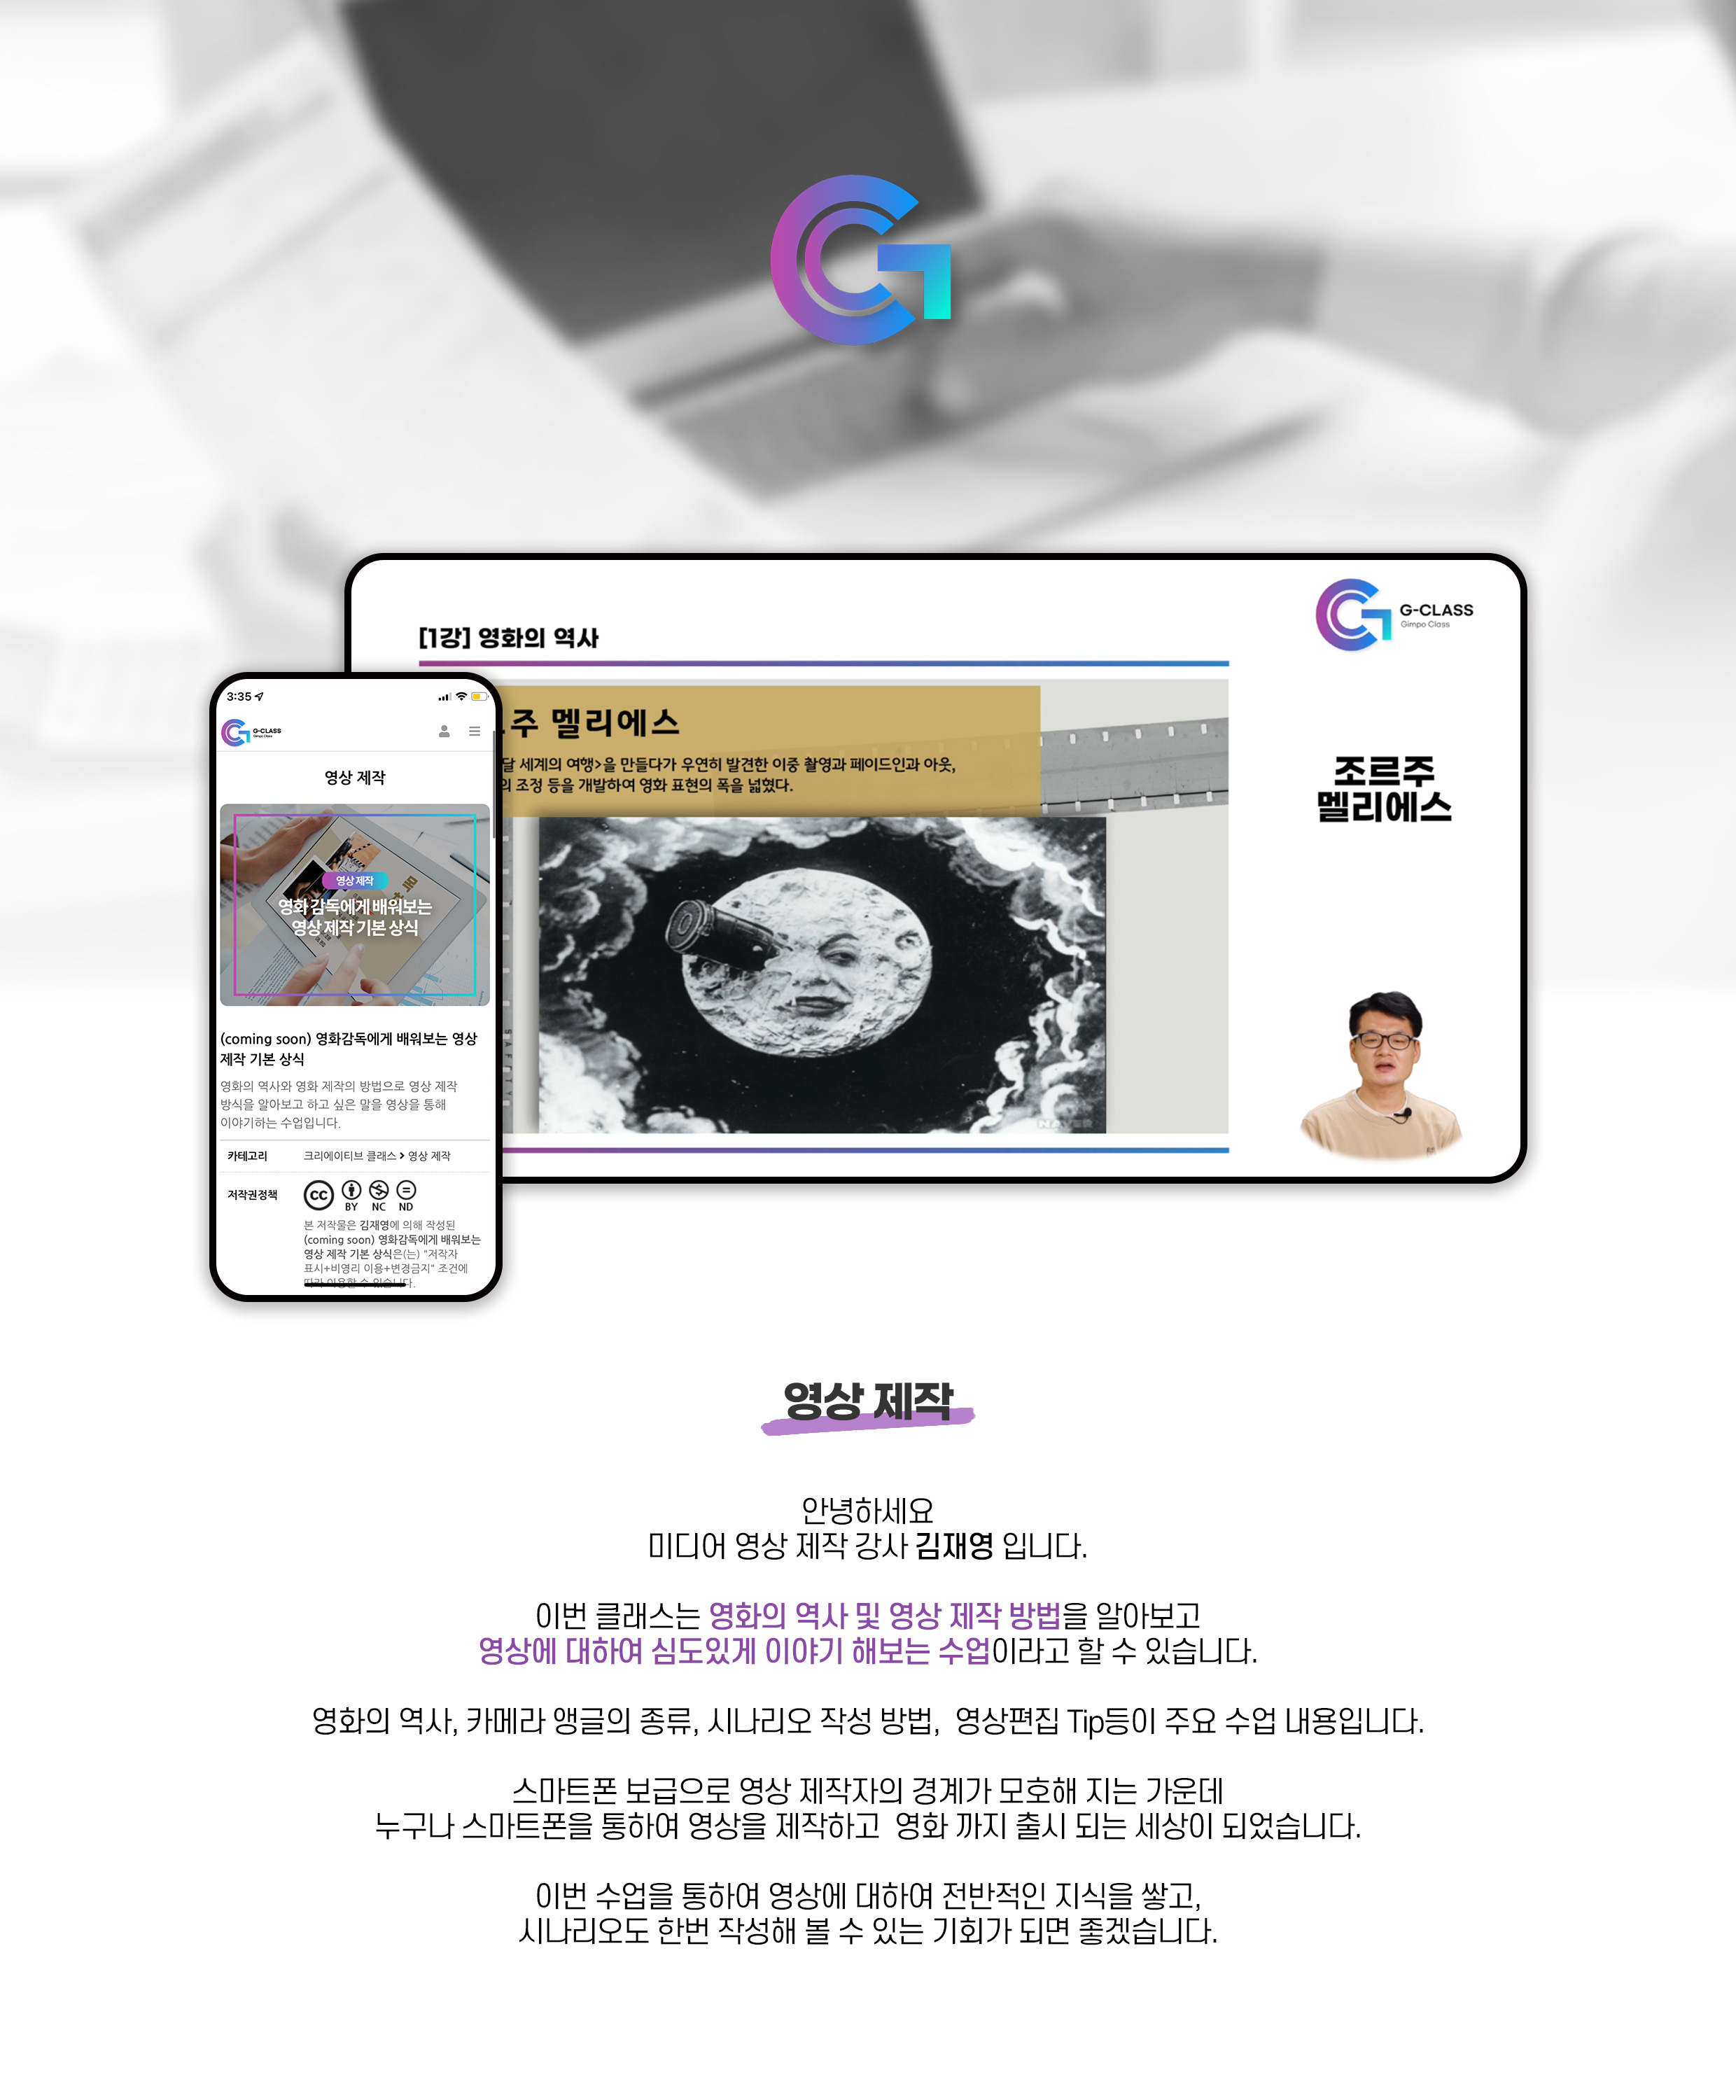 G-CLASS
Gimpo Class
[1강] 영화의 역사
주 멜리에스
달 세계의 여행>을 만들다가 우연히 발견한 이중 촬영과 페이드인과 아웃,
의 조정 등을 개발하여 영화 표현의 폭을 넓혔다.
조르주
멜리에스
SAFETY
NAVER
3:35
G-CLASS
Gimpo Class
영상 제작
영상 제작
영화 감독에게 배워보는
영상 제작 기본 상식
(coming soon) 영화감독에게 배워보는 영상
제작 기본 상식
영화의 역사와 영화 제작의 방법으로 영상 제작
방식을 알아보고 하고 싶은 말을 영상을 통해
이야기하는 수업입니다.
카테고리 크리에이티브 클래스 > 영상 제작
저작권정책 cc BY NC ND
본 저작물은 김재영에 의해 작성된
(coming soon) 영화감독에게 배워보는
영상 제작 기본 상식은(는) "저작자
표시+비영리 이용+변경금지" 조건에
따라 이용할 수 있습니다.
영상 제작
안녕하세요
미디어 영상 제작 강사 김재영 입니다.
이번 클래스는 영화의 역사 및 영상 제작 방법을 알아보고
영상에 대하여 심도있게 이야기 해보는 수업이라고 할 수 있습니다.
영화의 역사, 카메라 앵글의 종류, 시나리오 작성 방법, 영상편집 Tip등이 주요 수업 내용입니다.
스마트폰 보급으로 영상 제작자의 경계가 모호해 지는 가운데
누구나 스마트폰을 통하여 영상을 제작하고 영화 까지 출시 되는 세상이 되었습니다.
이번 수업을 통하여 영상에 대하여 전반적인 지식을 쌓고,
시나리오도 한번 작성해 볼 수 있는 기회가 되면 좋겠습니다.